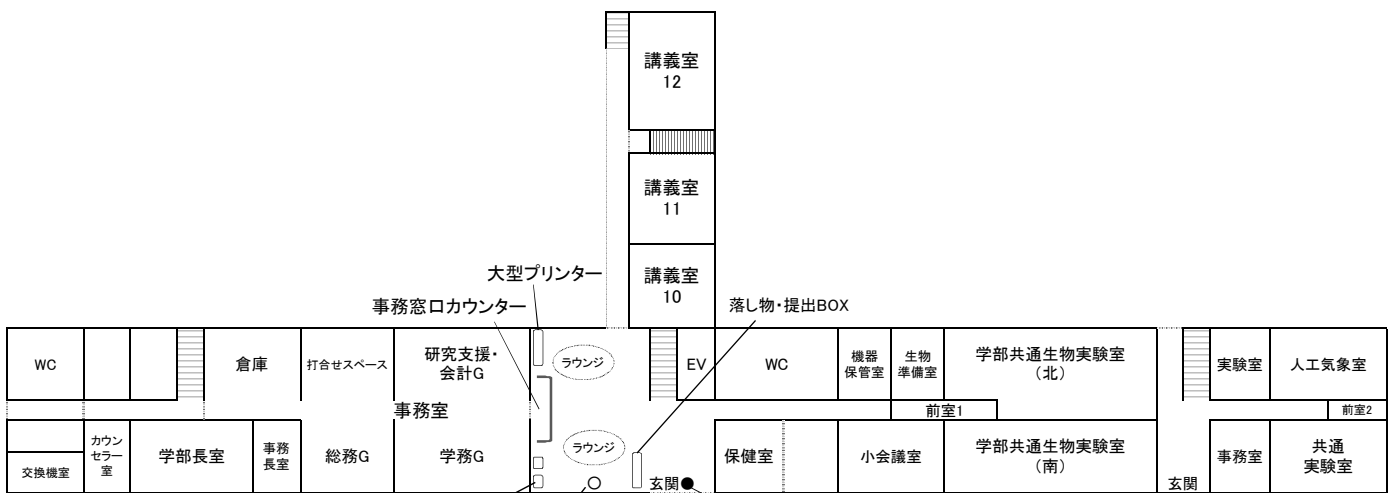 講義室
12
講義室
11
講義室
10
大型プリンター
事務窓口カウンター
落し物・提出BOX
WC
倉庫
打合せスペース
研究支援・
会計G
ラウンジ
EV
WC
機器
保管室
生物
準備室
学部共通生物実験室
(北)
実験室
人工気象室
事務室
前室1
前室2
交換機室
カウン
セラー
室
学部長室
事務
長室
総務G
学務G
ラウンジ
玄関
保健室
小会議室
学部共通生物実験室
(南)
玄関
事務室
共通
実験室